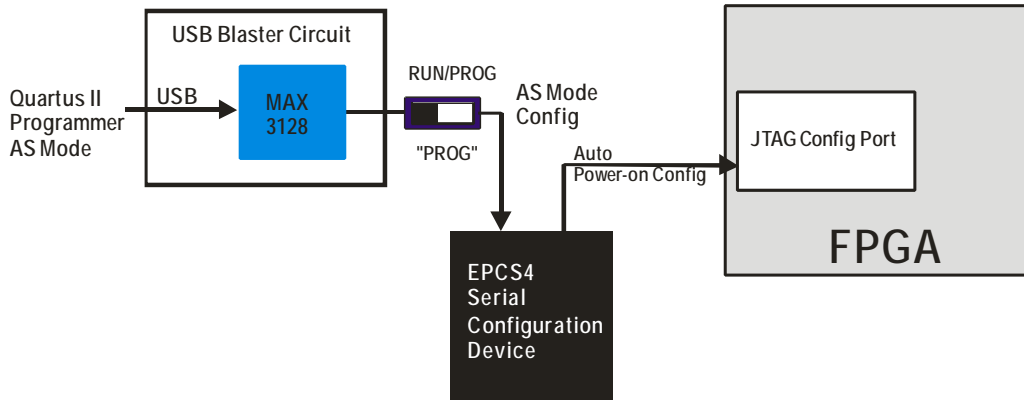 USB Blaster Circuit
Quartus II
Programmer
AS Mode
USB
MAX
3128
RUN/PROG
"PROG"
AS Mode
Config
Auto
Power-on Config
JTAG Config Port
FPGA
EPCS4
Serial
Configuration
Device